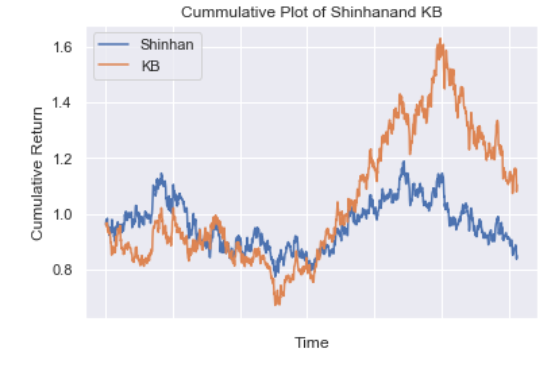 Cummulative Plot of Shinhanand KB
Shinhan
KB
1.6
1.4
1.2
1.0
0.8
Cumulative Return
Time